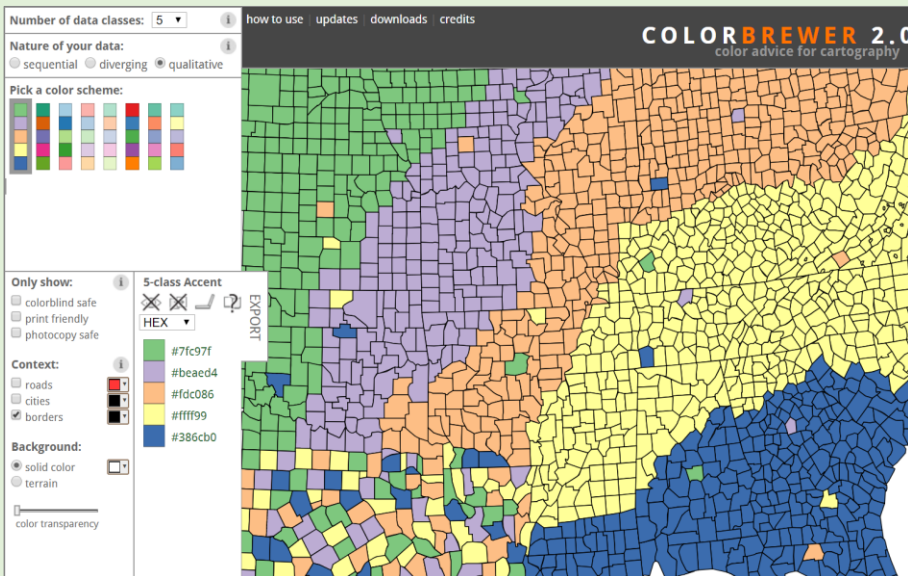 Number of data classes: 5
i
how to use | updates | downloads | credits
COLORBREWER 2.0
color advice for cartography
Nature of your data:
i
sequential diverging qualitative
Pick a color scheme:
Only show:
i
colorblind safe
print friendly
photocopy safe
Context:
i
roads
cities
borders
Background:
solid color
terrain
color transparency
5-class Accent
?
HEX
EXPORT
#7fc97f
#beaed4
#fdc086
#ffff99
#386cb0